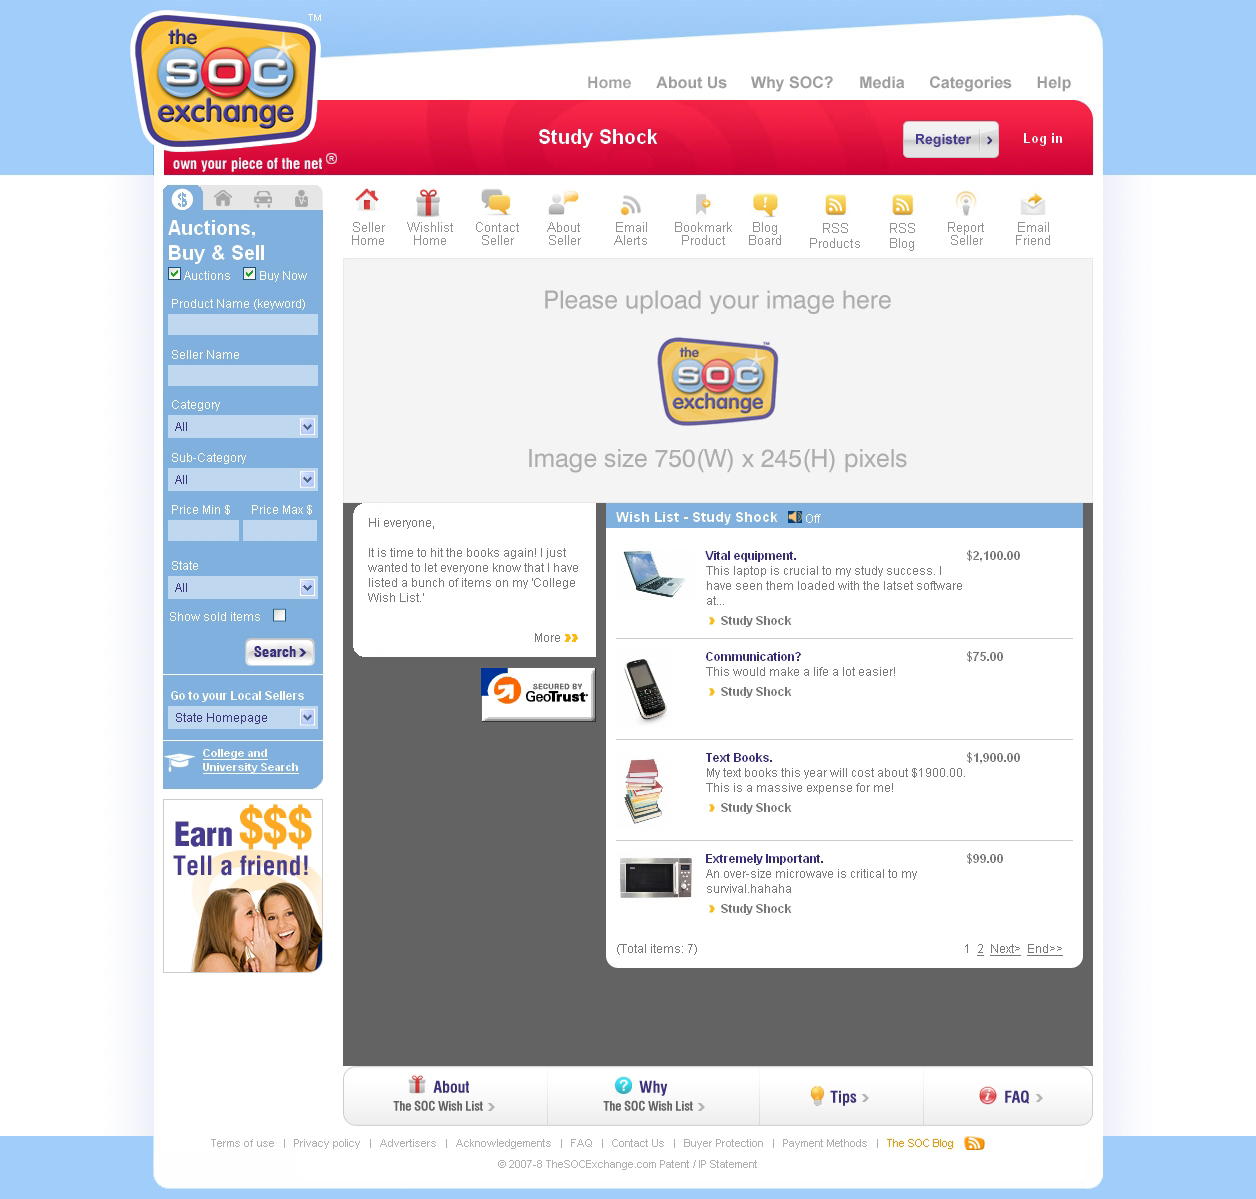 TM
the
SOC
exchange
own your piece of the net ®
Home About Us Why SOC? Media Categories Help
Study Shock
Register
Log in
Auctions,
Buy & Sell
Auctions Buy Now
Product Name (keyword)
Seller Name
Category
All
Sub-Category
All
Price Min $ Price Max $
State
All
Show sold items
Search
Go to your Local Sellers
State Homepage
College and
University Search
Earn $$$
Tell a friend!
Seller
Home
Wishlist
Home
Contact
Seller
About
Seller
Email
Alerts
Bookmark
Product
Blog
Board
RSS
Products
RSS
Blog
Report
Seller
Email
Friend
Please upload your image here
the
SOC
exchange
Image size 750(W) x 245(H) pixels
Hi everyone,
It is time to hit the books again! I just
wanted to let everyone know that I have
listed a bunch of items on my 'College
Wish List.'
More
SECURED BY
GeoTrust
Wish List - Study Shock Off
Vital equipment. $2,100.00
This laptop is crucial to my study success. I
have seen them loaded with the latset software
at...
Study Shock
Communication? $75.00
This would make a life a lot easier!
Study Shock
Text Books. $1,900.00
My text books this year will cost about $1900.00.
This is a massive expense for me!
Study Shock
Extremely Important. $99.00
An over-size microwave is critical to my
survival.hahaha
Study Shock
(Total items: 7) 1 2 Next> End>>
About
The SOC Wish List
Why
The SOC Wish List
Tips
FAQ
Terms of use | Privacy policy | Advertisers | Acknowledgements | FAQ | Contact Us | Buyer Protection | Payment Methods | The SOC Blog
© 2007-8 TheSOCExchange.com Patent / IP Statement